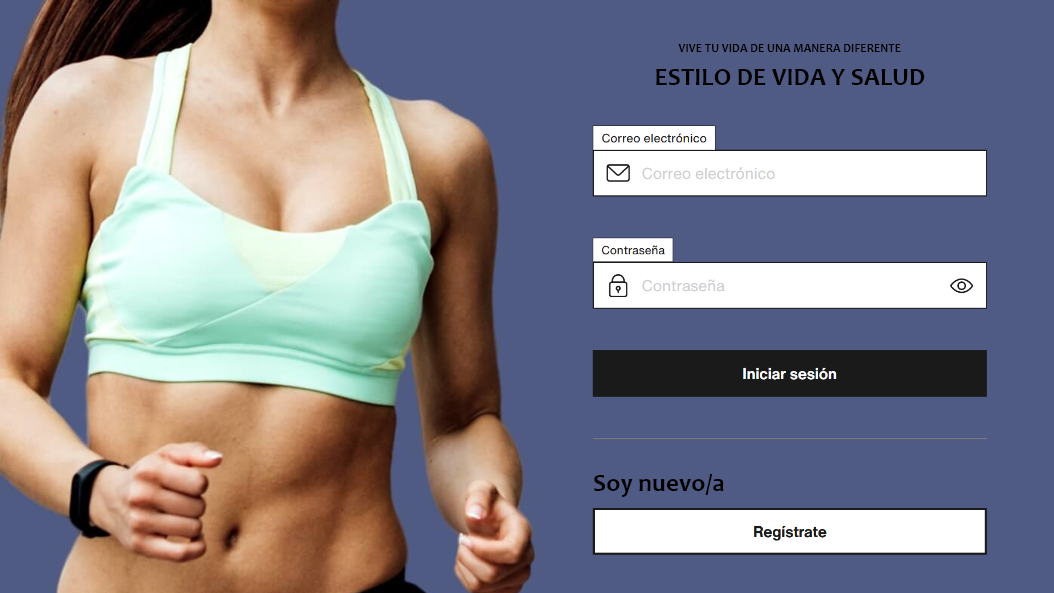 VIVE TU VIDA DE UNA MANERA DIFERENTE
ESTILO DE VIDA Y SALUD
Correo electrónico
Correo electrónico
Contraseña
Contraseña
Iniciar sesión
Soy nuevo/a
Regístrate